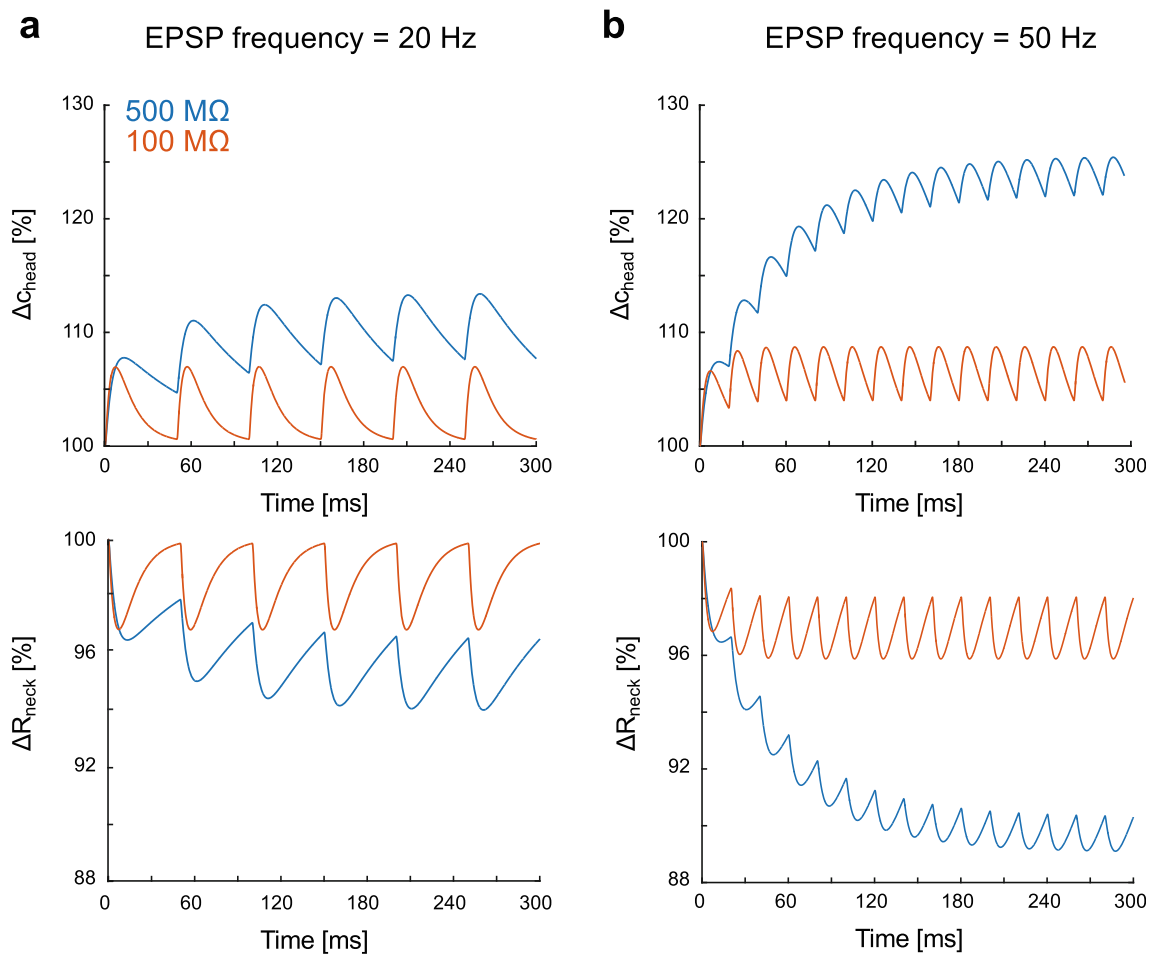 a
EPSP frequency = 20 Hz
b
EPSP frequency = 50 Hz
500 MΩ
100 MΩ
130
120
110
100
Δc_head [%]
0 60 120 180 240 300
Time [ms]
130
120
110
100
Δc_head [%]
0 60 120 180 240 300
Time [ms]
100
96
92
88
ΔR_neck [%]
0 60 120 180 240 300
Time [ms]
100
96
92
88
ΔR_neck [%]
0 60 120 180 240 300
Time [ms]